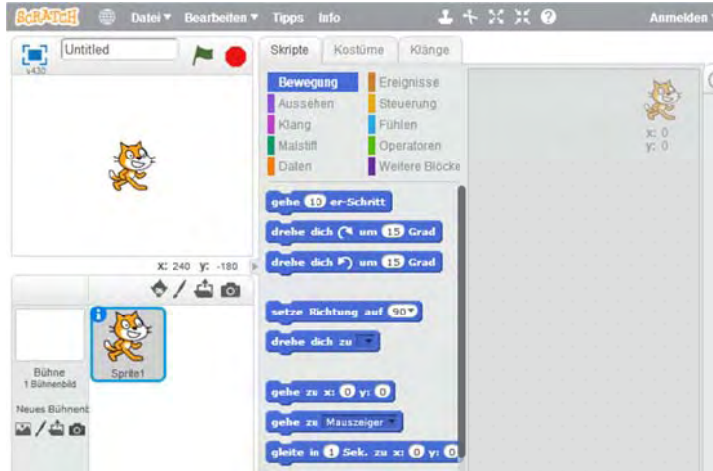 SCRATCH Datei Bearbeiten Tipps Info Anmelden
Untitled
v430
Skripte Kostüme Klänge
Bewegung Ereignisse
Aussehen Steuerung
Klang Fühlen
Malstift Operatoren
Daten Weitere Blöcke
x: 0
y: 0
gehe 10 er-Schritt
drehe dich um 15 Grad
drehe dich um 15 Grad
setze Richtung auf 90
drehe dich zu
gehe zu x: 0 y: 0
gehe zu Mauszeiger
gleite in 1 Sek. zu x: 0 y: 0
X: 240 y: -180
Bühne
1 Bühnenbild
Sprite1
Neues Bühnenb